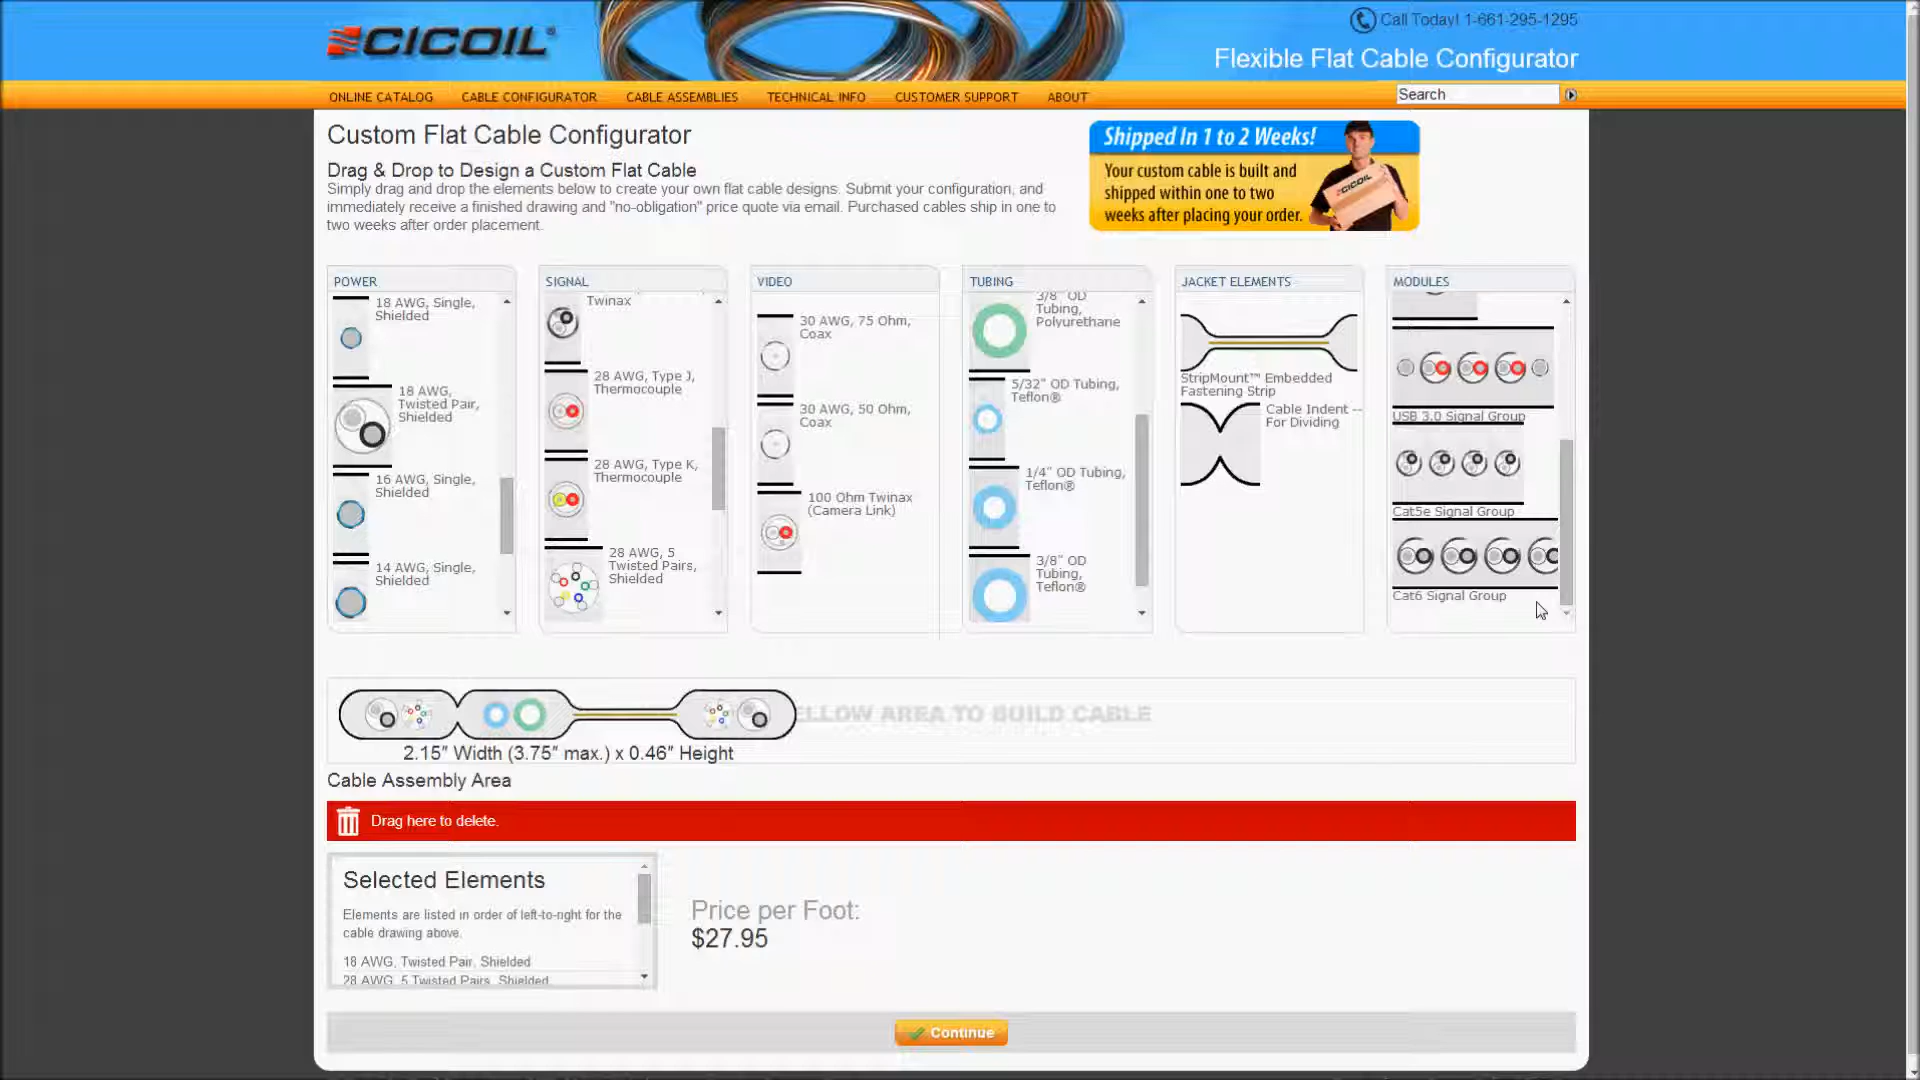 CICOIL®
Call Today! 1-661-295-1295
Flexible Flat Cable Configurator
ONLINE CATALOG CABLE CONFIGURATOR CABLE ASSEMBLIES TECHNICAL INFO CUSTOMER SUPPORT ABOUT
Search
Custom Flat Cable Configurator
Drag & Drop to Design a Custom Flat Cable
Simply drag and drop the elements below to create your own flat cable designs. Submit your configuration, and
immediately receive a finished drawing and "no-obligation" price quote via email. Purchased cables ship in one to
two weeks after order placement.
Shipped In 1 to 2 Weeks!
Your custom cable is built and
shipped within one to two
weeks after placing your order.
CICOIL
POWER
18 AWG, Single,
Shielded
18 AWG,
Twisted Pair,
Shielded
16 AWG, Single,
Shielded
14 AWG, Single,
Shielded
SIGNAL
Twinax
28 AWG, Type J,
Thermocouple
28 AWG, Type K,
Thermocouple
28 AWG, 5
Twisted Pairs,
Shielded
VIDEO
30 AWG, 75 Ohm,
Coax
30 AWG, 50 Ohm,
Coax
100 Ohm Twinax
(Camera Link)
TUBING
3/8" OD
Tubing,
Polyurethane
5/32" OD Tubing,
Teflon®
1/4" OD Tubing,
Teflon®
3/8" OD
Tubing,
Teflon®
JACKET ELEMENTS
StripMount™ Embedded
Fastening Strip
Cable Indent --
For Dividing
MODULES
USB 3.0 Signal Group
Cat5e Signal Group
Cat6 Signal Group
ELLOW AREA TO BUILD CABLE
2.15" Width (3.75" max.) x 0.46" Height
Cable Assembly Area
Drag here to delete.
Selected Elements
Elements are listed in order of left-to-right for the
cable drawing above.
18 AWG, Twisted Pair, Shielded
28 AWG, 5 Twisted Pairs, Shielded
Price per Foot:
$27.95
Continue